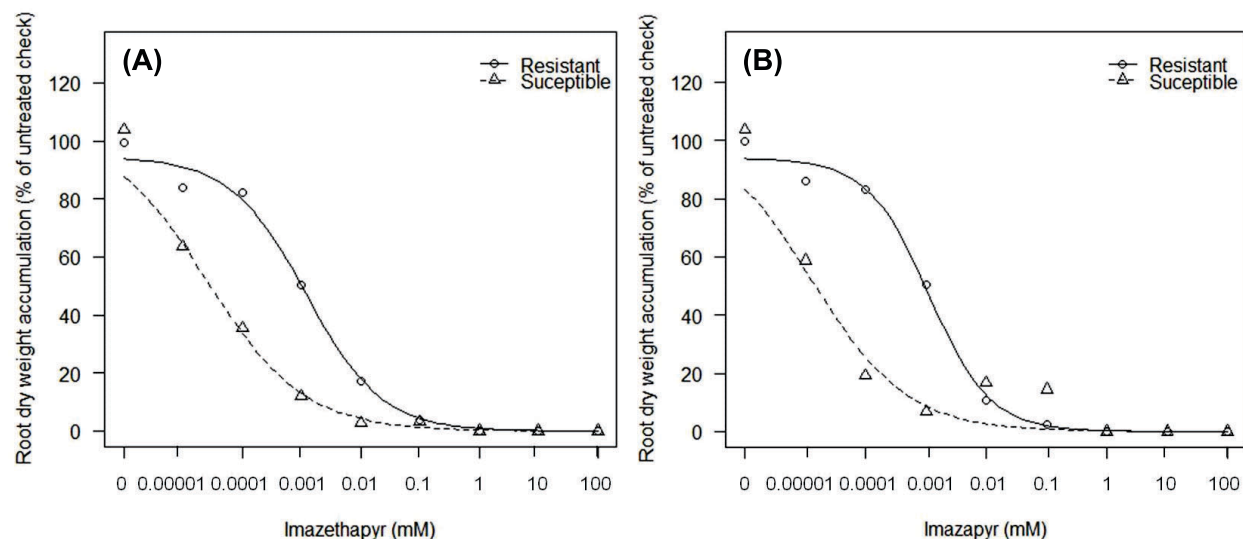 (A)
Resistant
Suceptible
Root dry weight accumulation (% of untreated check)
120
100
80
60
40
20
0
0 0.00001 0.0001 0.001 0.01 0.1 1 10 100
Imazethapyr (mM)
(B)
Resistant
Suceptible
Root dry weight accumulation (% of untreated check)
120
100
80
60
40
20
0
0 0.00001 0.0001 0.001 0.01 0.1 1 10 100
Imazapyr (mM)